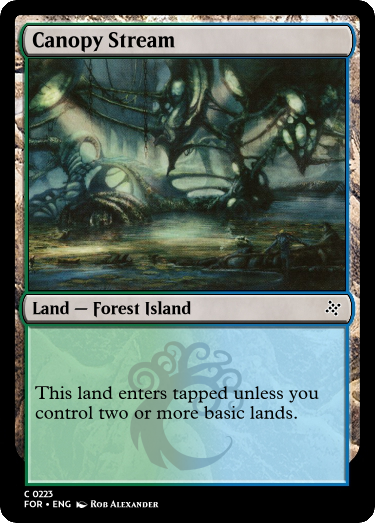 Canopy Stream
Land — Forest Island
This land enters tapped unless you
control two or more basic lands.
C 0223
FOR • ENG Rob Alexander